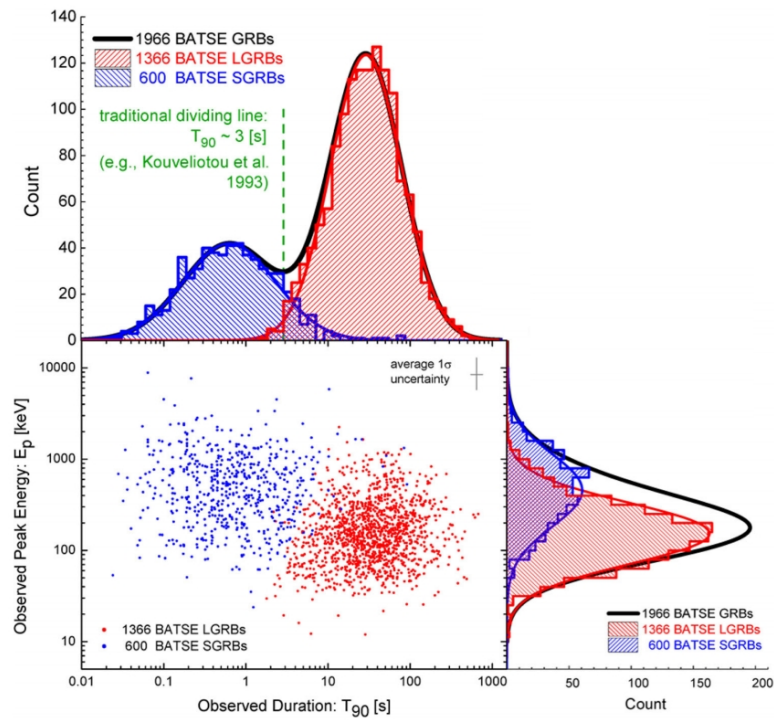 140
120
100
80
60
40
20
0
Count
1966 BATSE GRBs
1366 BATSE LGRBs
600 BATSE SGRBs
traditional dividing line:
T90 ~ 3 [s]
(e.g., Kouveliotou et al.
1993)
10000
1000
100
10
Observed Peak Energy: Ep [keV]
average 1σ
uncertainty
1366 BATSE LGRBs
600 BATSE SGRBs
0.01 0.1 1 10 100 1000
Observed Duration: T90 [s]
1966 BATSE GRBs
1366 BATSE LGRBs
600 BATSE SGRBs
50 100 150 200
Count